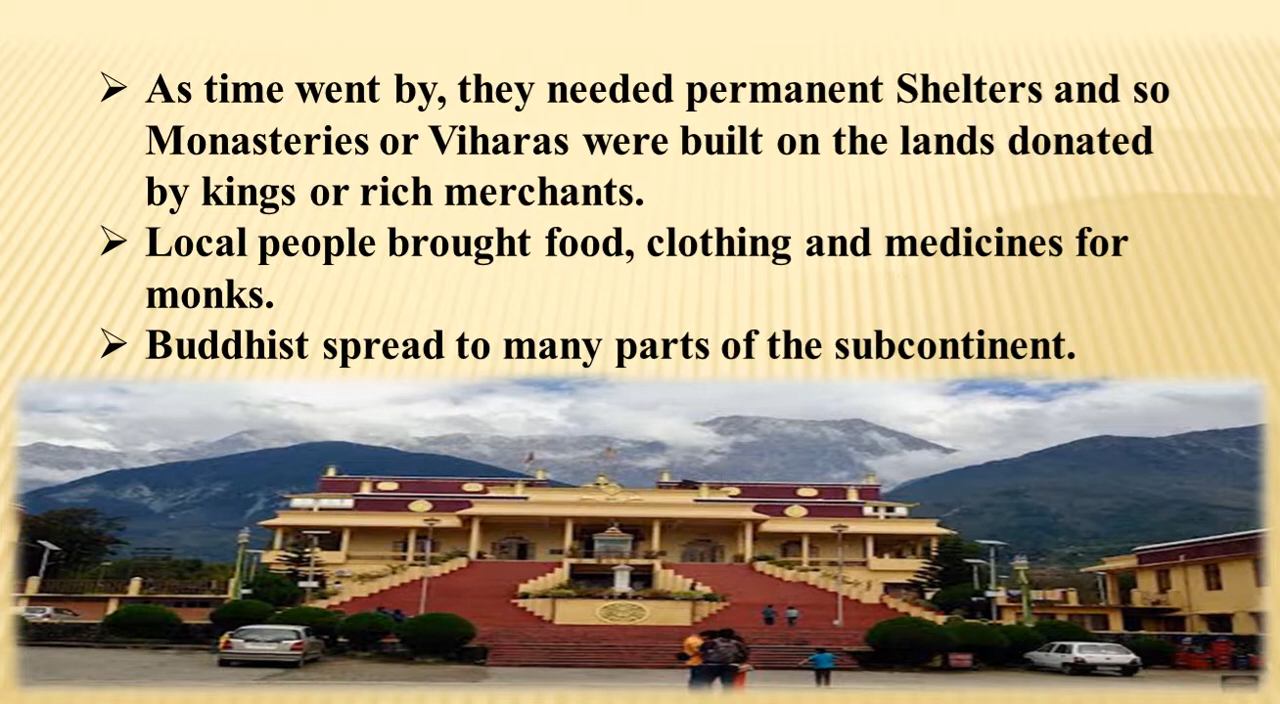 ➢ As time went by, they needed permanent Shelters and so
Monasteries or Viharas were built on the lands donated
by kings or rich merchants.
➢ Local people brought food, clothing and medicines for
monks.
➢ Buddhist spread to many parts of the subcontinent.